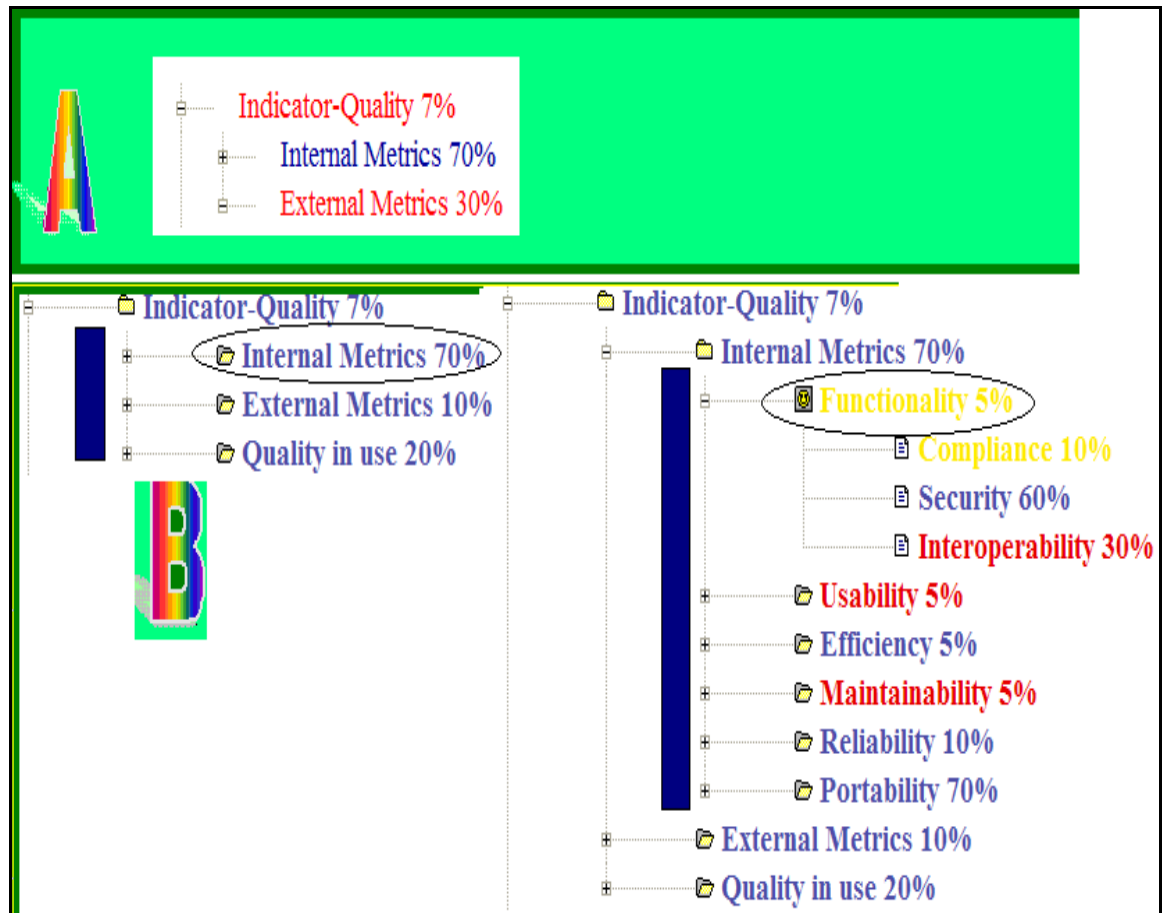 A
Indicator-Quality 7%
Internal Metrics 70%
External Metrics 30%
Indicator-Quality 7%
Internal Metrics 70%
External Metrics 10%
Quality in use 20%
B
Indicator-Quality 7%
Internal Metrics 70%
Functionality 5%
Compliance 10%
Security 60%
Interoperability 30%
Usability 5%
Efficiency 5%
Maintainability 5%
Reliability 10%
Portability 70%
External Metrics 10%
Quality in use 20%